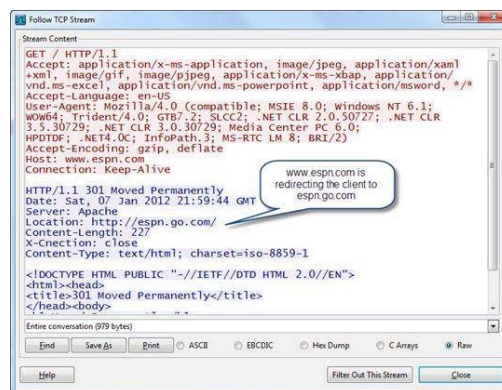 Follow TCP Stream
Stream Content
GET / HTTP/1.1
Accept: application/x-ms-application, image/jpeg, application/xaml
+xml, image/gif, image/pjpeg, application/x-ms-xbap, application/
vnd.ms-excel, application/vnd.ms-powerpoint, application/msword, */*
Accept-Language: en-US
User-Agent: Mozilla/4.0 (compatible; MSIE 8.0; Windows NT 6.1;
WOW64; Trident/4.0; GTB7.2; SLCC2; .NET CLR 2.0.50727; .NET CLR
3.5.30729; .NET CLR 3.0.30729; Media Center PC 6.0;
HPDTDF; .NET4.0C; InfoPath.3; MS-RTC LM 8; BRI/2)
Accept-Encoding: gzip, deflate
Host: www.espn.com
Connection: Keep-Alive
HTTP/1.1 301 Moved Permanently
Date: Sat, 07 Jan 2012 21:59:44 GMT
Server: Apache
Location: http://espn.go.com/
Content-Length: 227
X-Cnection: close
Content-Type: text/html; charset=iso-8859-1
www.espn.com is
redirecting the client to
espn.go.com
<!DOCTYPE HTML PUBLIC "-//IETF//DTD HTML 2.0//EN">
<html><head>
<title>301 Moved Permanently</title>
</head><body>
Entire conversation (979 bytes)
Find Save As Print ASCII EBCDIC Hex Dump C Arrays Raw
Help Filter Out This Stream Close